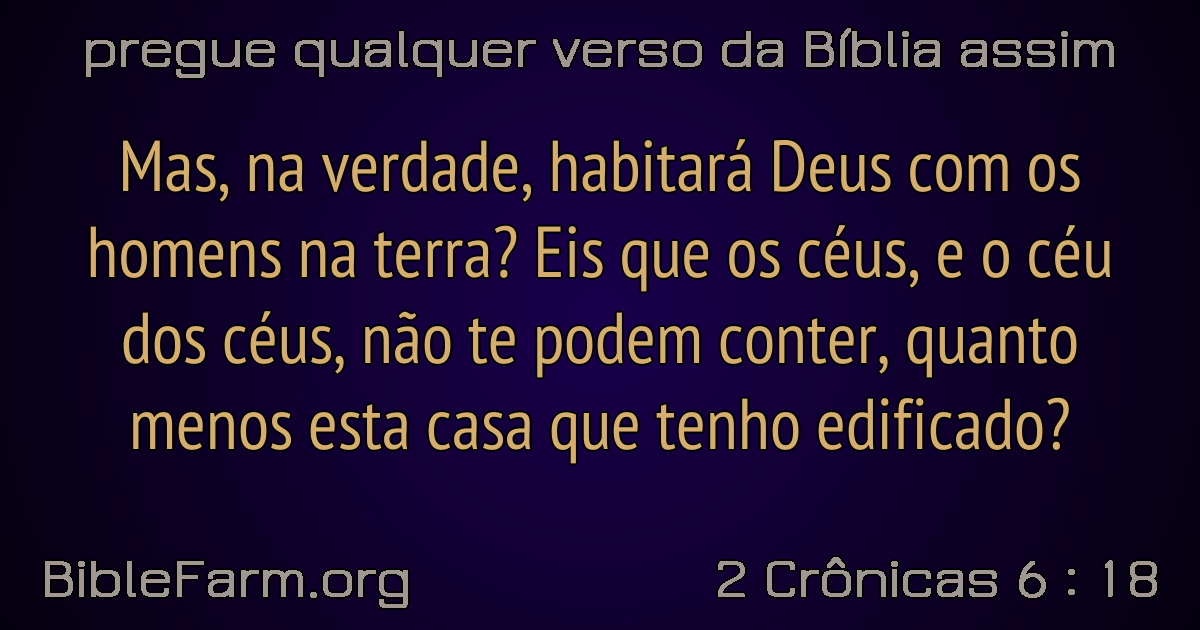 pregue qualquer verso da Bíblia assim
Mas, na verdade, habitará Deus com os
homens na terra? Eis que os céus, e o céu
dos céus, não te podem conter, quanto
menos esta casa que tenho edificado?
BibleFarm.org
2 Crônicas 6 : 18